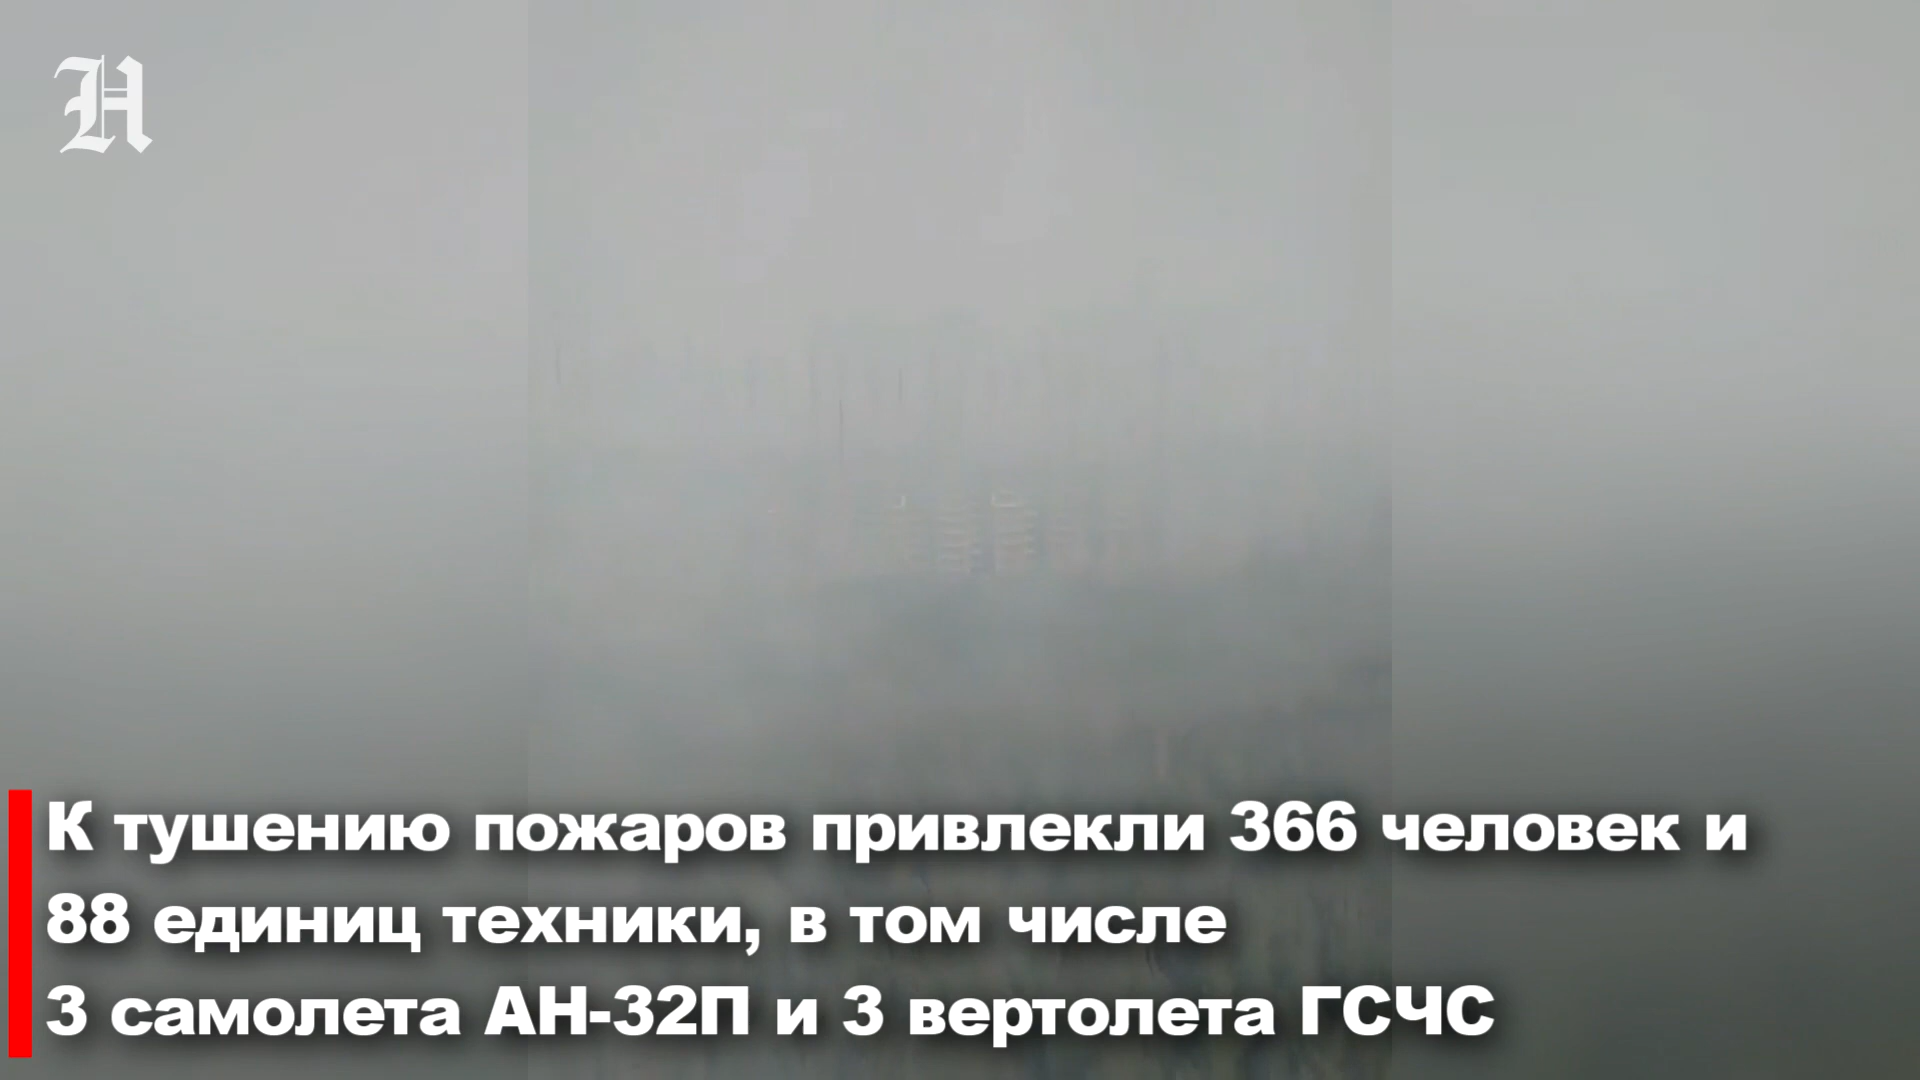 Н
К тушению пожаров привлекли 366 человек и
88 единиц техники, в том числе
3 самолета АН-32П и 3 вертолета ГСЧС